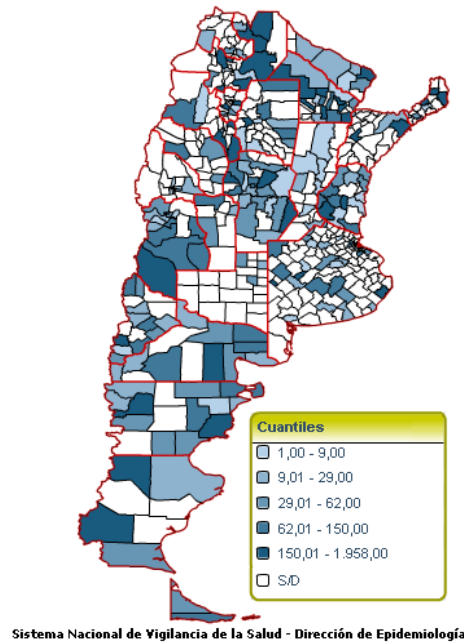 Cuantiles
1,00 - 9,00
9,01 - 29,00
29,01 - 62,00
62,01 - 150,00
150,01 - 1.958,00
S/D
Sistema Nacional de Vigilancia de la Salud - Dirección de Epidemiología